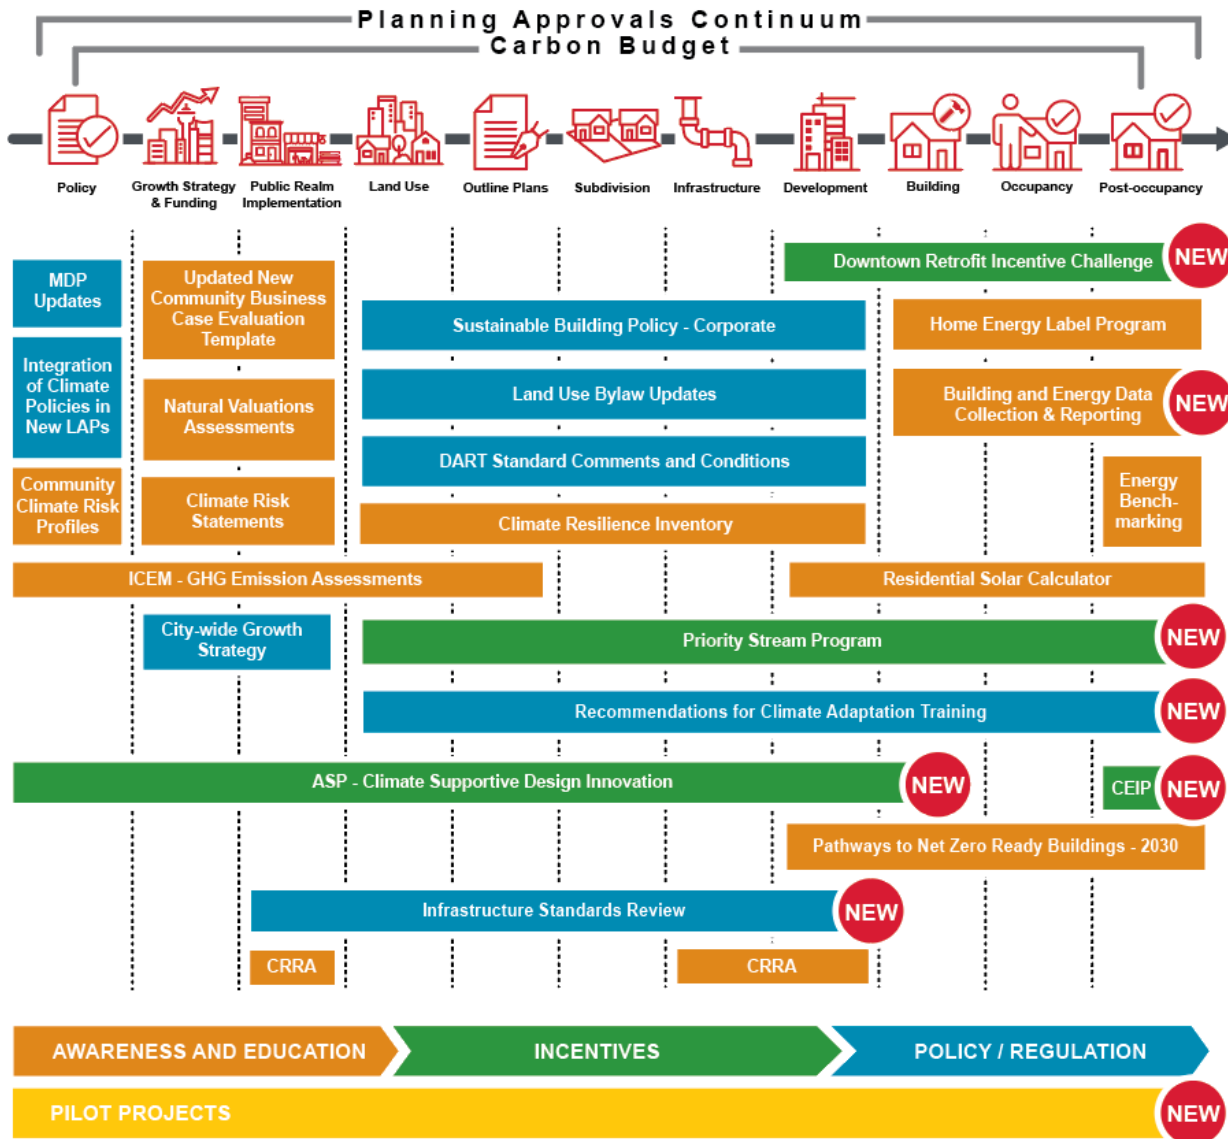 Planning Approvals Continuum
Carbon Budget
Policy
Growth Strategy
& Funding
Public Realm
Implementation
Land Use
Outline Plans
Subdivision
Infrastructure
Development
Building
Occupancy
Post-occupancy
Downtown Retrofit Incentive Challenge
NEW
MDP
Updates
Updated New
Community Business
Case Evaluation
Template
Sustainable Building Policy - Corporate
Home Energy Label Program
Integration
of Climate
Policies in
New LAPs
Natural Valuations
Assessments
Land Use Bylaw Updates
Building and Energy Data
Collection & Reporting
NEW
DART Standard Comments and Conditions
Community
Climate Risk
Profiles
Climate Risk
Statements
Climate Resilience Inventory
Energy
Bench-
marking
ICEM - GHG Emission Assessments
Residential Solar Calculator
City-wide Growth
Strategy
Priority Stream Program
NEW
Recommendations for Climate Adaptation Training
NEW
ASP - Climate Supportive Design Innovation
NEW
CEIP
NEW
Pathways to Net Zero Ready Buildings - 2030
Infrastructure Standards Review
NEW
CRRA
CRRA
AWARENESS AND EDUCATION
INCENTIVES
POLICY / REGULATION
PILOT PROJECTS
NEW